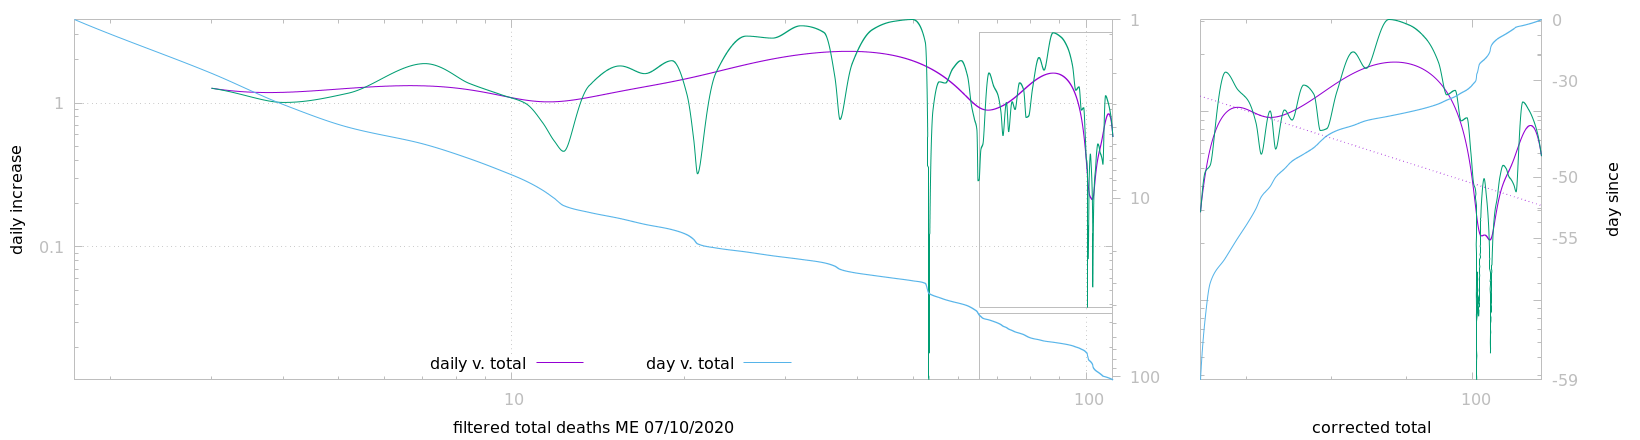 daily increase
1
0.1
10
100
filtered total deaths ME 07/10/2020
daily v. total
day v. total
1
10
100
0
-30
-50
-55
-59
day since
100
corrected total